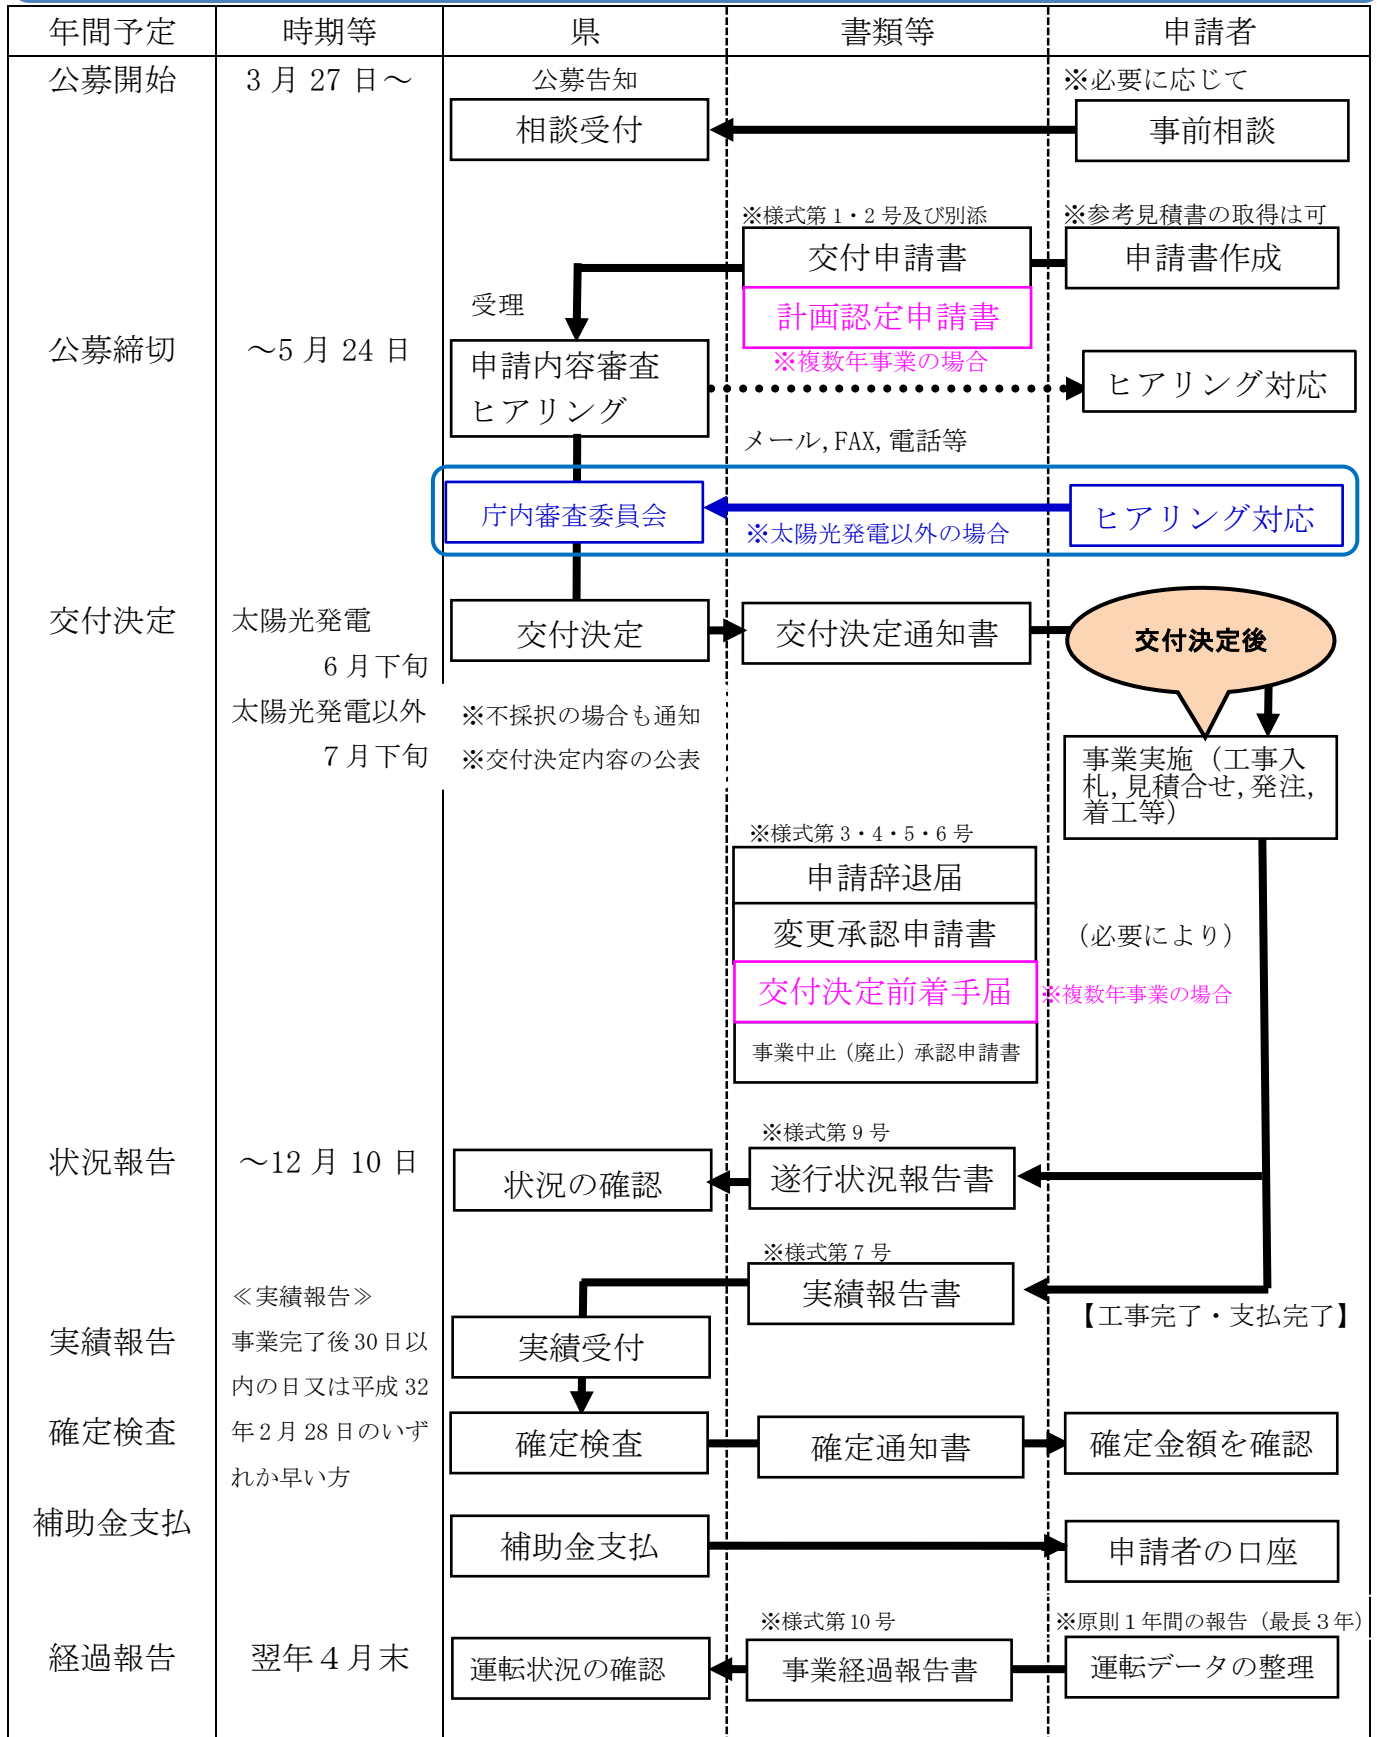 年間予定 時期等 県 書類等 申請者
公募開始 3月27日～ 公募告知 ※必要に応じて
相談受付 事前相談
※様式第1・2号及び別添 ※参考見積書の取得は可
交付申請書 申請書作成
受理 計画認定申請書
公募締切 ～5月24日 ※複数年事業の場合
申請内容審査
ヒアリング
ヒアリング対応
メール,FAX,電話等
庁内審査委員会 ※太陽光発電以外の場合 ヒアリング対応
交付決定 太陽光発電 交付決定 交付決定通知書 交付決定後
6月下旬
太陽光発電以外 ※不採択の場合も通知
7月下旬 ※交付決定内容の公表
事業実施（工事入
札,見積合せ,発注,
着工等）
※様式第3・4・5・6号
申請辞退届
変更承認申請書 （必要により）
交付決定前着手届 ※複数年事業の場合
事業中止（廃止）承認申請書
※様式第9号
状況報告 ～12月10日 状況の確認 遂行状況報告書
※様式第7号
≪実績報告≫ 実績報告書
【工事完了・支払完了】
実績報告 事業完了後30日以 実績受付
内の日又は平成32
確定検査 年2月28日のいず 確定検査 確定通知書 確定金額を確認
れか早い方
補助金支払 補助金支払 申請者の口座
※様式第10号 ※原則1年間の報告（最長3年）
経過報告 翌年4月末 運転状況の確認 事業経過報告書 運転データの整理